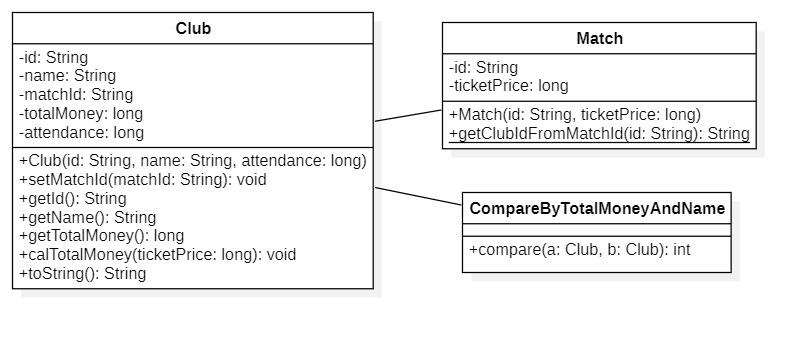 Club
-id: String
-name: String
-matchId: String
-totalMoney: long
-attendance: long
+Club(id: String, name: String, attendance: long)
+setMatchId(matchId: String): void
+getId(): String
+getName(): String
+getTotalMoney(): long
+calTotalMoney(ticketPrice: long): void
+toString(): String
Match
-id: String
-ticketPrice: long
+Match(id: String, ticketPrice: long)
+getClubIdFromMatchId(id: String): String
CompareByTotalMoneyAndName
+compare(a: Club, b: Club): int